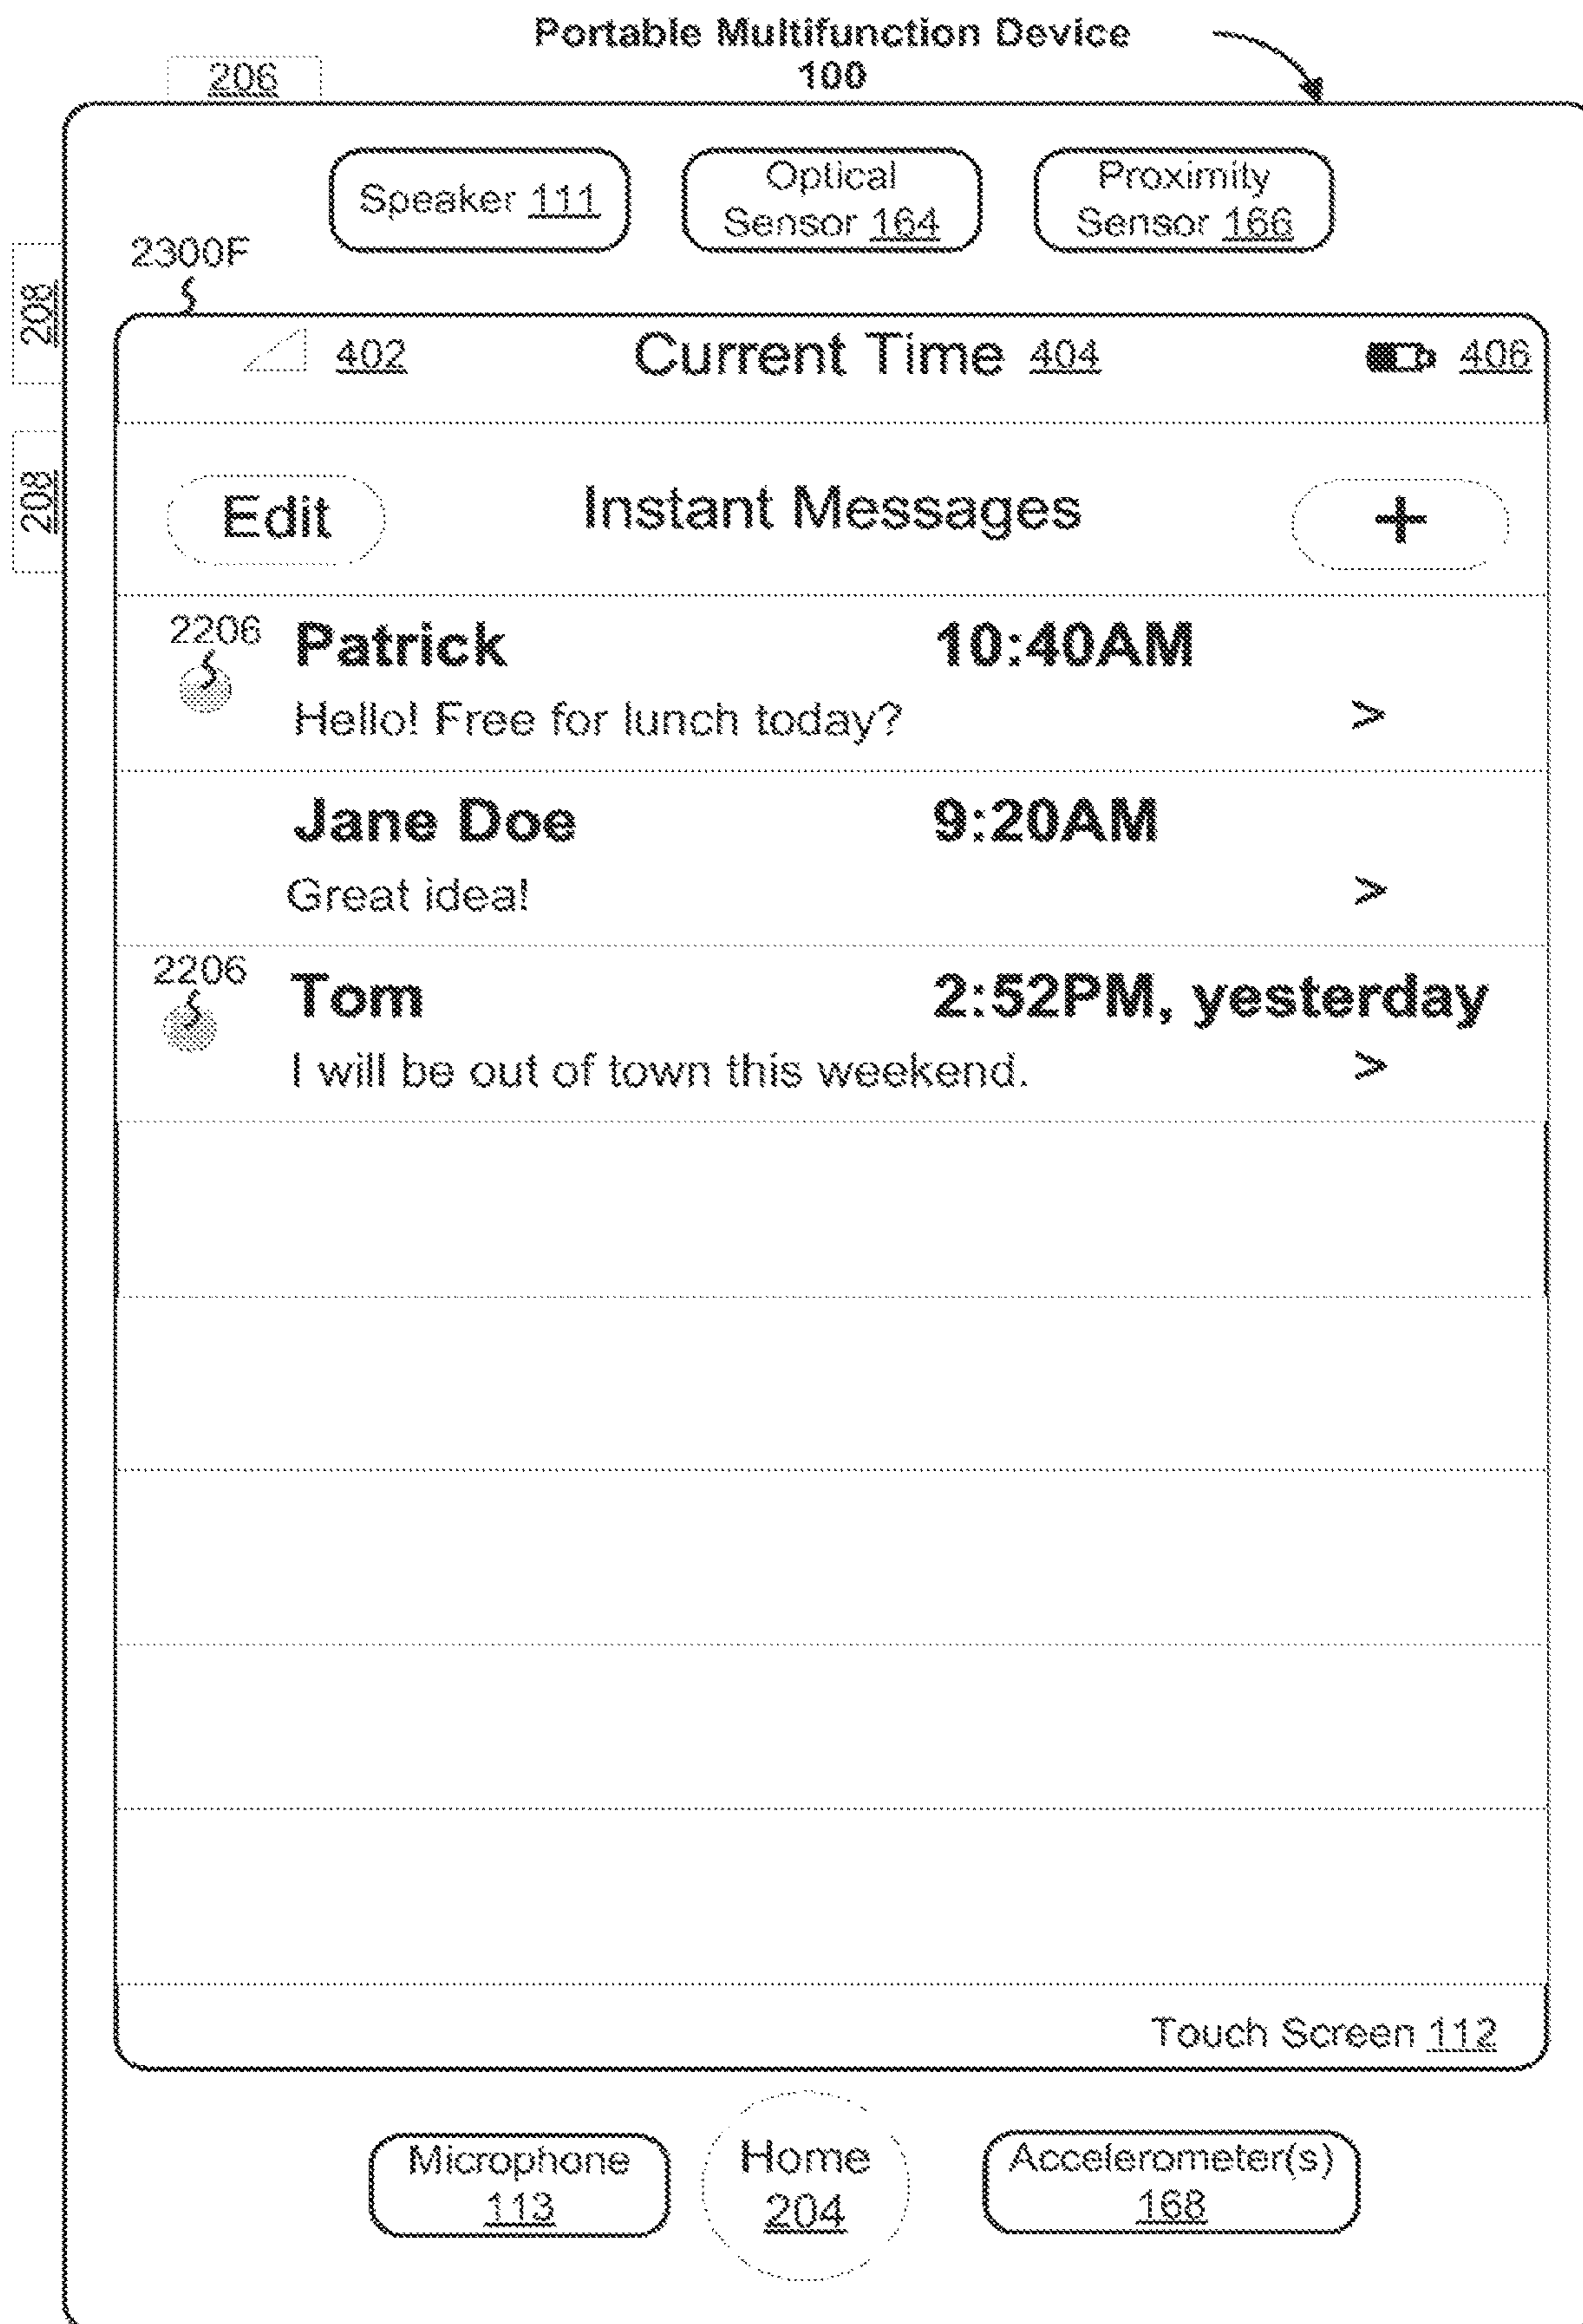 Portable Multifunction Device
100
206
Speaker 111
Optical
Sensor 164
Proximity
Sensor 166
2300F
208
402 Current Time 404 406
208
Edit Instant Messages +
2206 Patrick 10:40AM
Hello! Free for lunch today? >
Jane Doe 9:20AM
Great idea! >
2206 Tom 2:52PM, yesterday
I will be out of town this weekend. >
Touch Screen 112
Microphone
113
Home
204
Accelerometer(s)
168